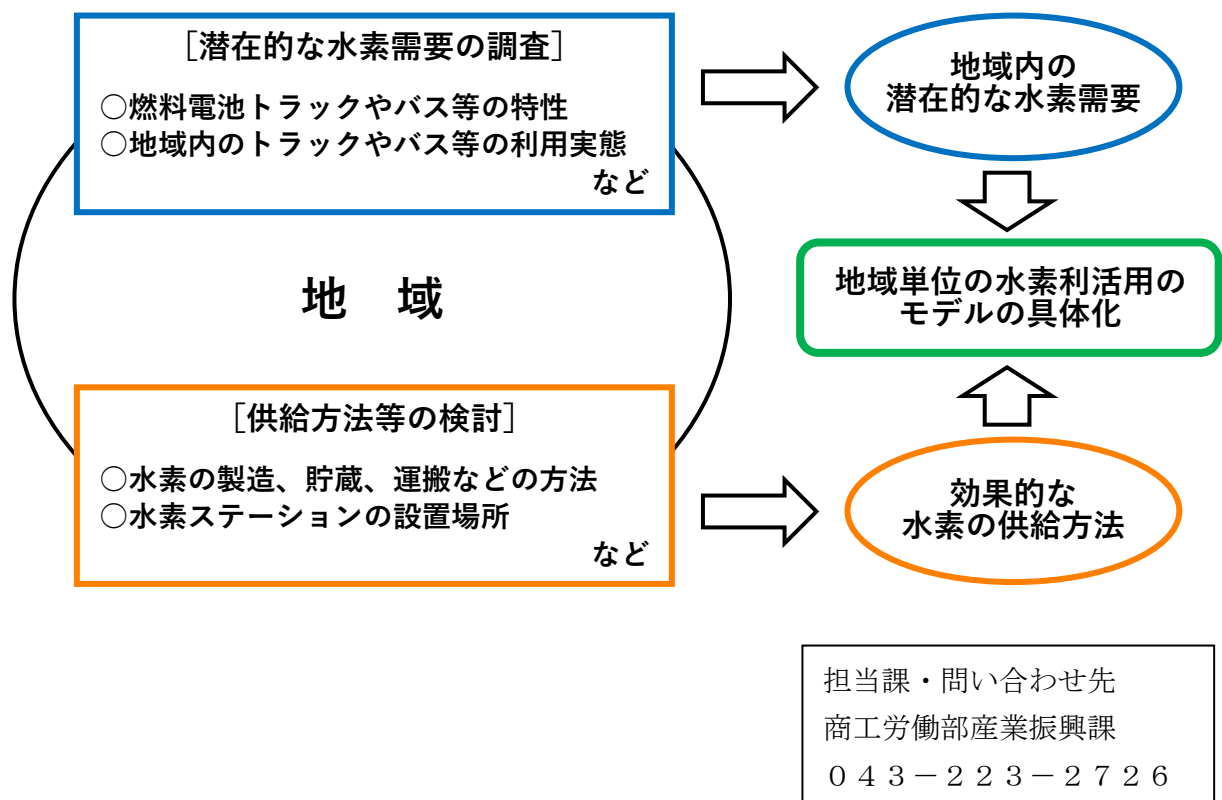 ［潜在的な水素需要の調査］
○燃料電池トラックやバス等の特性
○地域内のトラックやバス等の利用実態
など
地域内の
潜在的な水素需要
地　域
地域単位の水素利活用の
モデルの具体化
［供給方法等の検討］
○水素の製造、貯蔵、運搬などの方法
○水素ステーションの設置場所
など
効果的な
水素の供給方法
担当課・問い合わせ先
商工労働部産業振興課
０４３－２２３－２７２６